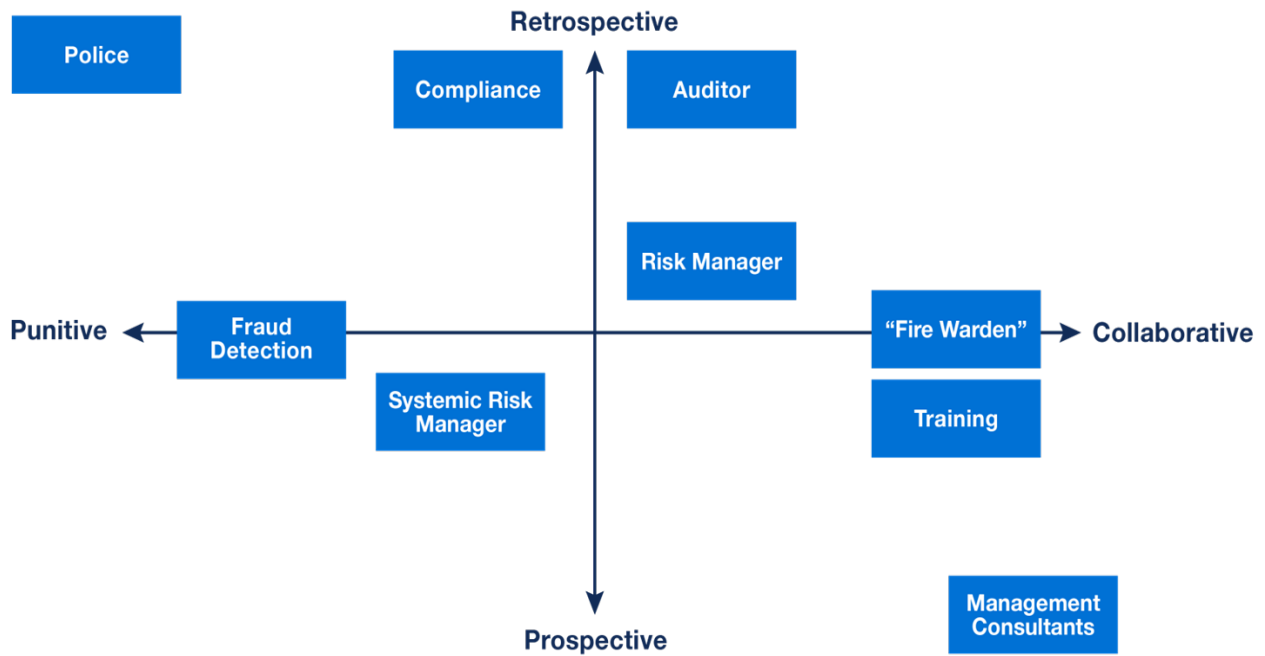 Retrospective
Police
Compliance
Auditor
Risk Manager
Punitive
Fraud
Detection
“Fire Warden”
Collaborative
Systemic Risk
Manager
Training
Management
Consultants
Prospective